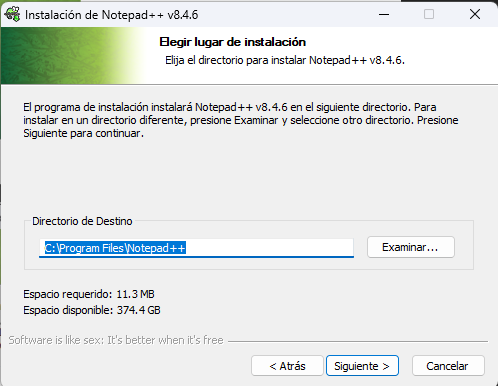 Instalación de Notepad++ v8.4.6
Elegir lugar de instalación
Elija el directorio para instalar Notepad++ v8.4.6.
El programa de instalación instalará Notepad++ v8.4.6 en el siguiente directorio. Para
instalar en un directorio diferente, presione Examinar y seleccione otro directorio. Presione
Siguiente para continuar.
Directorio de Destino
C:\Program Files\Notepad++
Examinar...
Espacio requerido: 11.3 MB
Espacio disponible: 374.4 GB
Software is like sex: It's better when it's free
< Atrás
Siguiente >
Cancelar